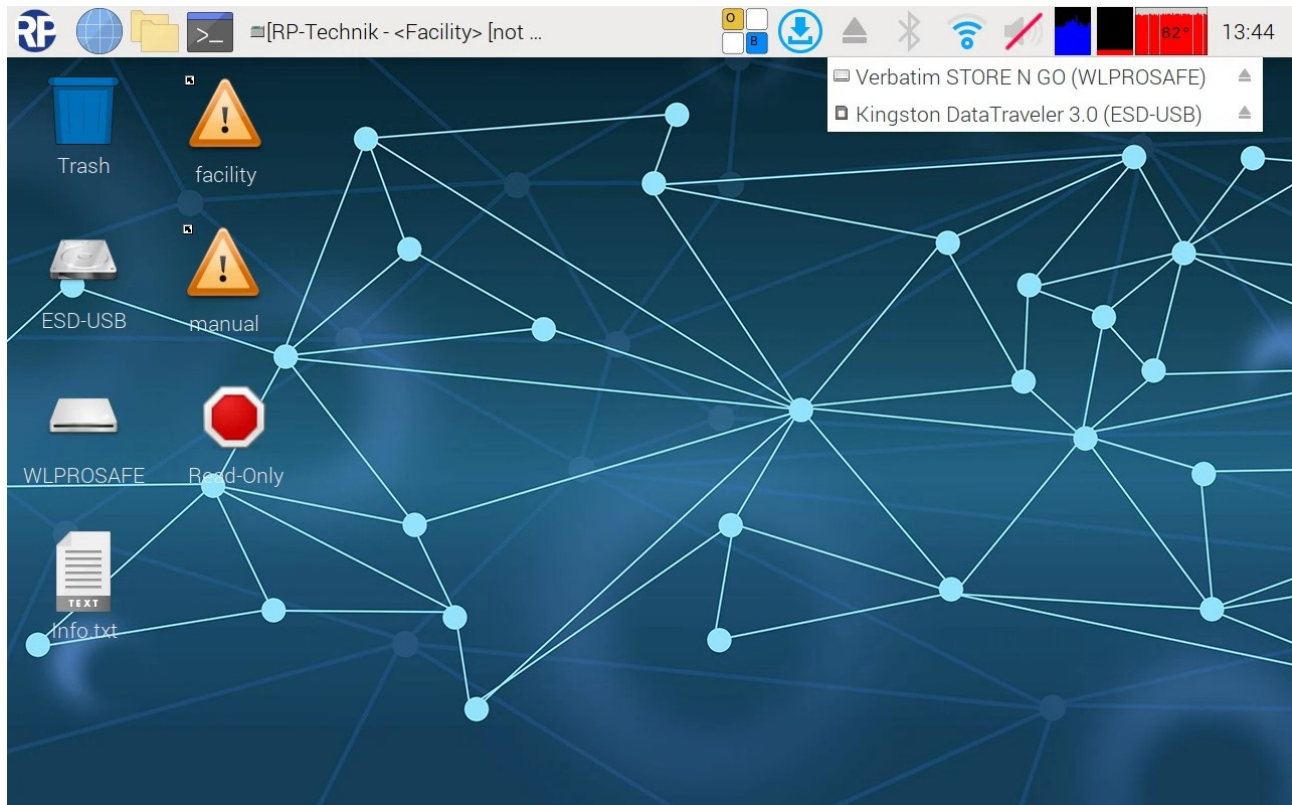 RP
>_
[RP-Technik - <Facility> [not ...
O
B
82°
13:44
Verbatim STORE N GO (WLPROSAFE)
Kingston DataTraveler 3.0 (ESD-USB)
Trash
facility
ESD-USB
manual
WLPROSAFE
Read-Only
TEXT
Info.txt